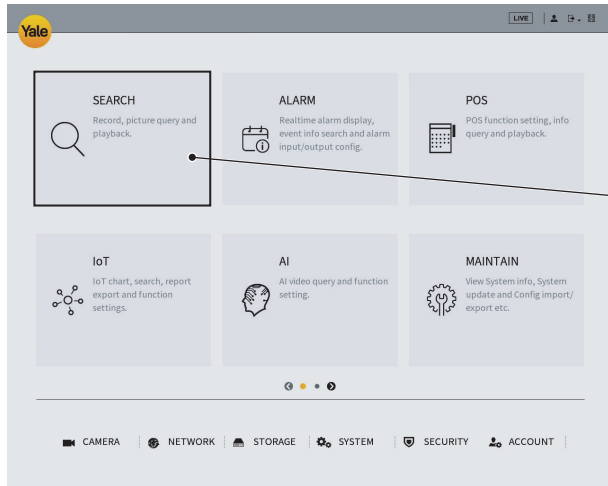 LIVE
Yale
SEARCH
Record, picture query and
playback.
ALARM
Realtime alarm display,
event info search and alarm
input/output config.
POS
POS function setting, info
query and playback.
IoT
IoT chart, search, report
export and function
settings.
AI
AI video query and function
setting.
MAINTAIN
View System info, System
update and Config import/
export etc.
CAMERA NETWORK STORAGE SYSTEM SECURITY ACCOUNT